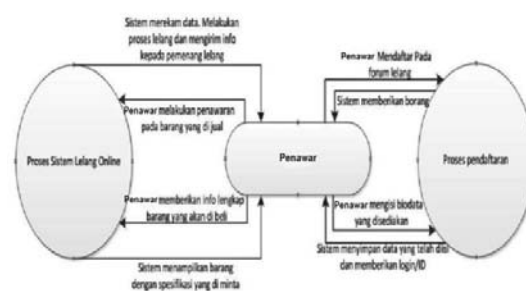 Sistem merekam data. Melakukan
proses lelang dan mengirim info
kepada pemenang lelang
Penawar melakukan penawaran
pada barang yang di jual
Proses Sistem Lelang Online
Penawar memberikan info lengkap
barang yang akan di beli
Sistem menampilkan barang
dengan spesifikasi yang di minta
Penawar
Penawar Mendaftar Pada
forum lelang
Sistem memberikan borang
Proses pendaftaran
Penawar mengisi biodata
yang disediakan
Sistem menyimpan data yang telah diisi
dan memberikan login/ID